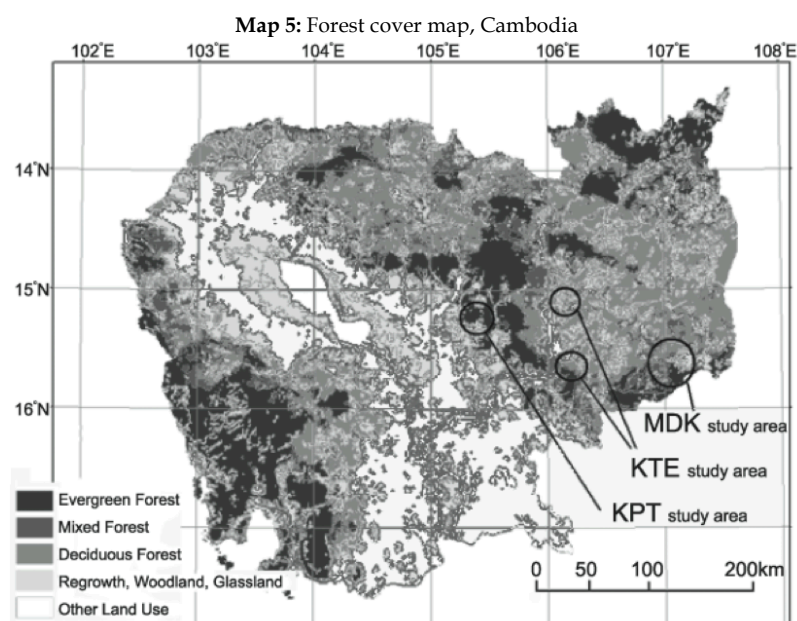 Map 5: Forest cover map, Cambodia
102°E 103°E 104°E 105°E 106°E 107°E 108°E
14°N
15°N
16°N
MDK study area
KTE study area
KPT study area
Evergreen Forest
Mixed Forest
Deciduous Forest
Regrowth, Woodland, Glassland
Other Land Use
0 50 100 200km